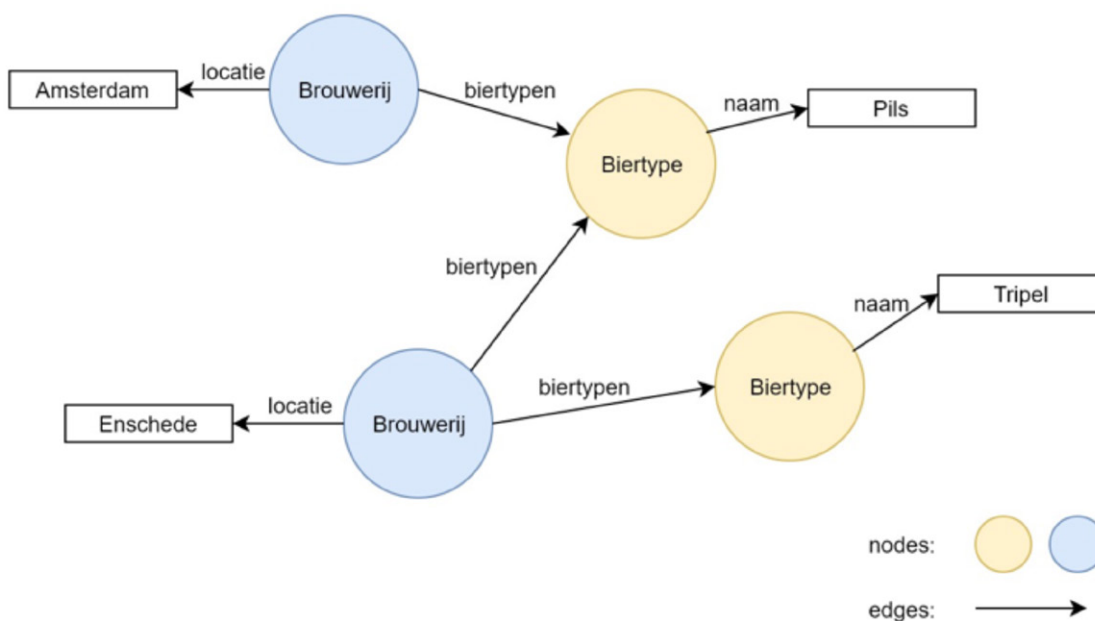 locatie
Amsterdam
Brouwerij
biertypen
naam
Pils
Biertype
biertypen
naam
Tripel
biertypen
Biertype
locatie
Enschede
Brouwerij
nodes:
edges: